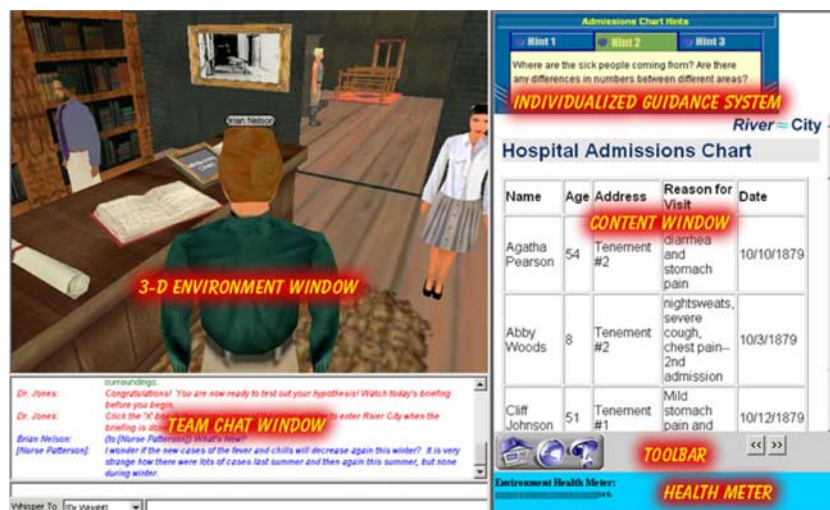 Brian Nelson
3-D ENVIRONMENT WINDOW
surroundings.
Dr. Jones: Congratulations! You are now ready to test out your hypothesis! Watch today's briefing
before you begin.
Dr. Jones: Click the "X" to enter River City when the
briefing is
TEAM CHAT WINDOW
Brian Nelson: (to [Nurse Patterson]) What's New?
[Nurse Patterson]: I wonder if the new cases of the fever and chills will decrease again this winter? It is very
strange how there were lots of cases last summer and then again this summer, but none
during winter.
Whisper To
Admissions Chart Hints
Hint 1 Hint 2 Hint 3
Where are the sick people coming from? Are there
any differences in numbers between different areas?
INDIVIDUALIZED GUIDANCE SYSTEM
River City
Hospital Admissions Chart
Name Age Address Reason for Visit Date
CONTENT WINDOW
Agatha Pearson 54 Tenement #2 diarrhea and stomach pain 10/10/1879
Abby Woods 8 Tenement #2 nightsweats, severe cough, chest pain-- 2nd admission 10/3/1879
Cliff Johnson 51 Tenement #1 Mild stomach pain and 10/12/1879
<< >>
TOOLBAR
Environment Health Meter:
HEALTH METER